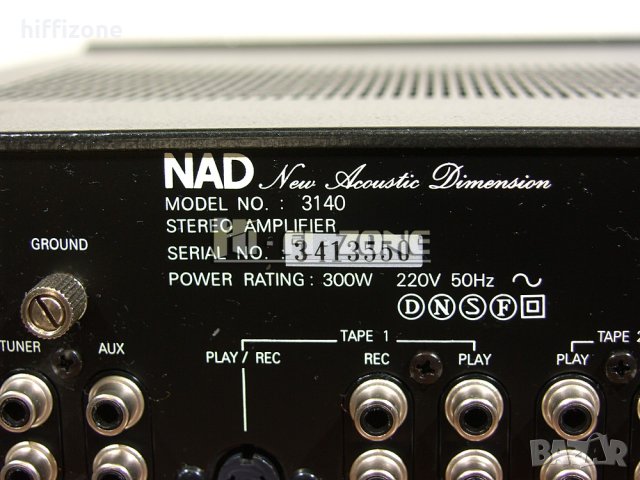 hiffizone
NAD New Acoustic Dimension
MODEL NO. : 3140
STEREO AMPLIFIER
SERIAL NO. 3413550
POWER RATING : 300W 220V 50Hz
D N S F
GROUND
TAPE 1 TAPE 2
TUNER AUX PLAY / REC REC PLAY PLAY
BAZAR